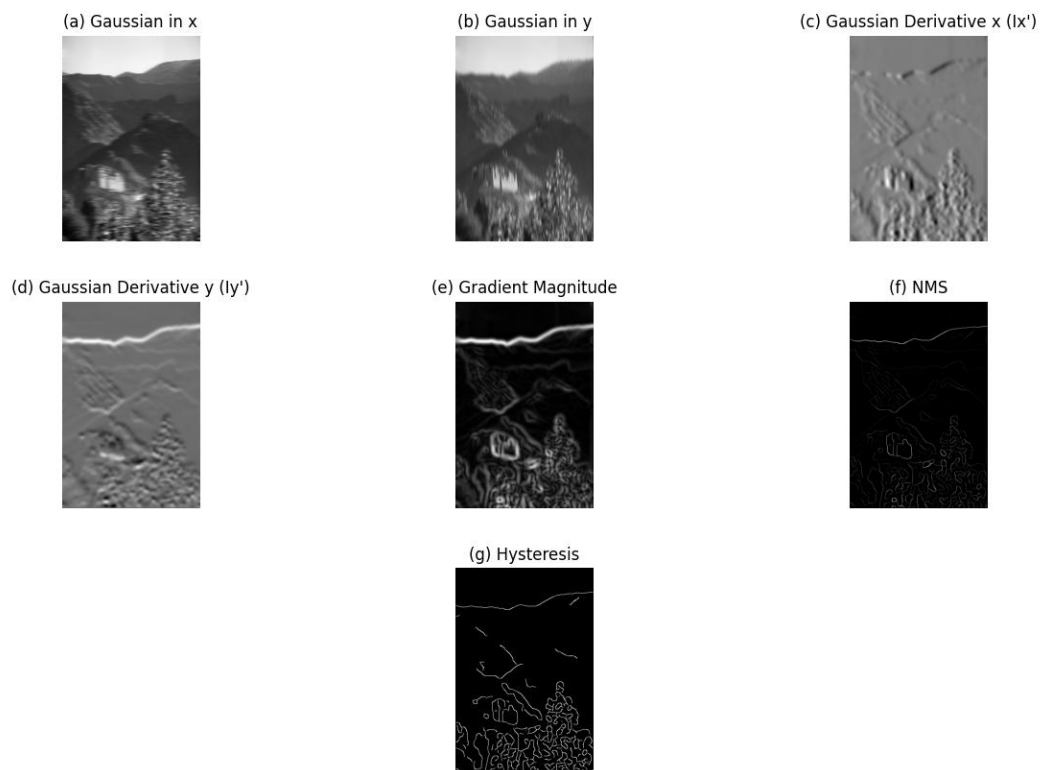 (a) Gaussian in x
(b) Gaussian in y
(c) Gaussian Derivative x (Ix')
(d) Gaussian Derivative y (Iy')
(e) Gradient Magnitude
(f) NMS
(g) Hysteresis